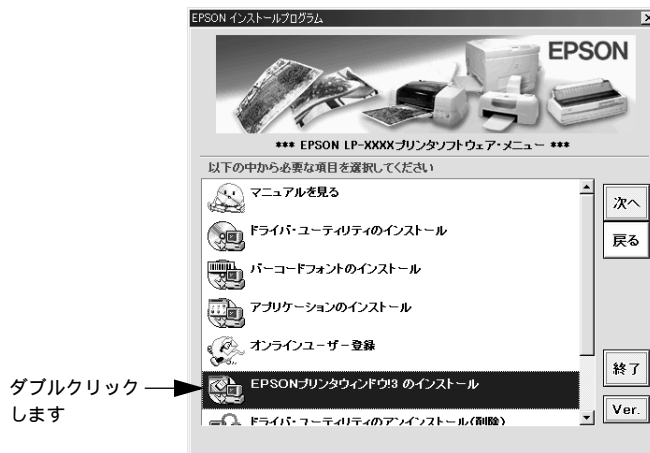 EPSON インストールプログラム
EPSON
*** EPSON LP-XXXXプリンタソフトウェア・メニュー ***
以下の中から必要な項目を選択してください
マニュアルを見る
ドライバ・ユーティリティのインストール
バーコードフォントのインストール
アプリケーションのインストール
オンラインユーザー登録
EPSONプリンタウィンドウ!3 のインストール
ドライバ・ユーティリティのアンインストール(削除)
次へ
戻る
終了
Ver.
ダブルクリック
します